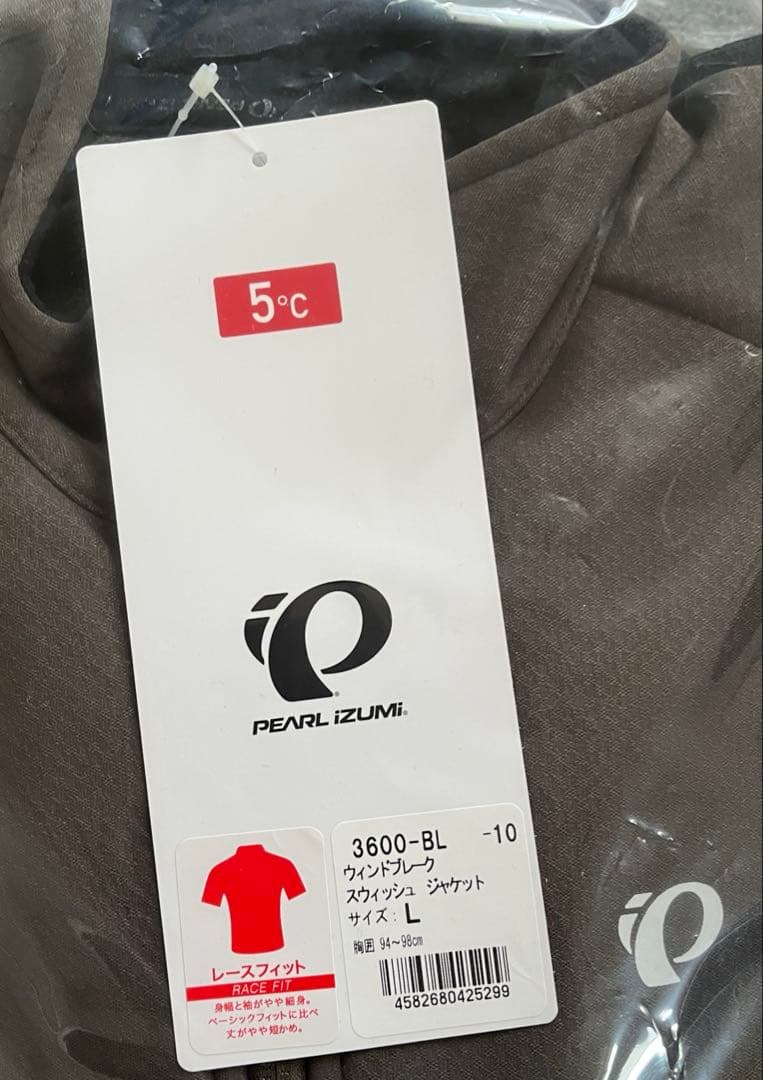 5℃
PEARL iZUMi®
3600-BL -10
ウィンドブレーク
スウィッシュ ジャケット
サイズ: L
胸囲 94～98cm
4582680425299
レースフィット
RACE FIT
身幅と袖がやや細身。
ベーシックフィットに比べ
丈がやや短かめ。